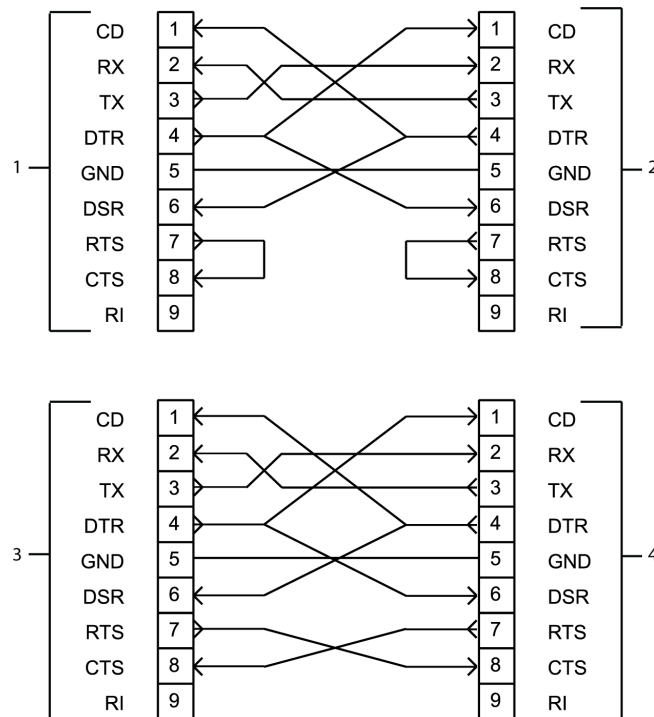 CD 1 1 CD
RX 2 2 RX
TX 3 3 TX
DTR 4 4 DTR
1 GND 5 5 GND 2
DSR 6 6 DSR
RTS 7 7 RTS
CTS 8 8 CTS
RI 9 9 RI
CD 1 1 CD
RX 2 2 RX
TX 3 3 TX
DTR 4 4 DTR
3 GND 5 5 GND 4
DSR 6 6 DSR
RTS 7 7 RTS
CTS 8 8 CTS
RI 9 9 RI